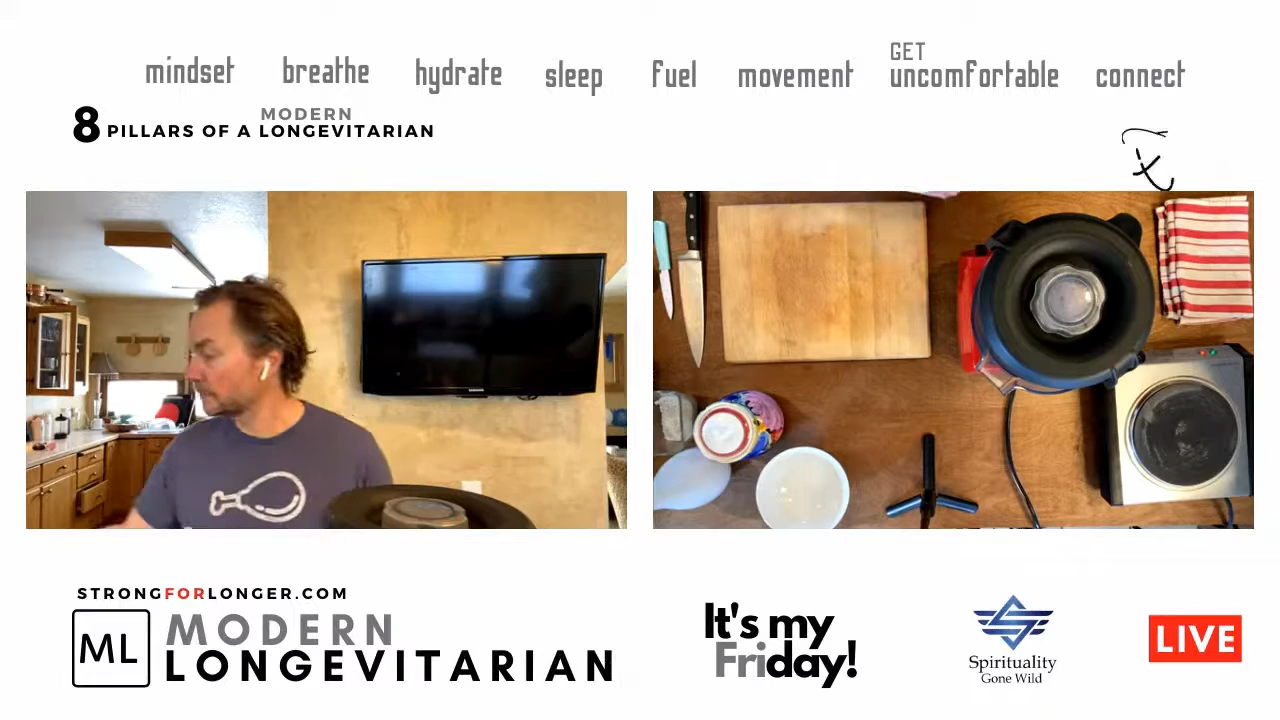 mindset breathe hydrate sleep fuel movement GET uncomfortable connect
8 PILLARS OF A MODERN LONGEVITARIAN
SAMSUNG
STRONGFORLONGER.COM
ML MODERN
LONGEVITARIAN
It's my
Friday!
Spirituality
Gone Wild
LIVE